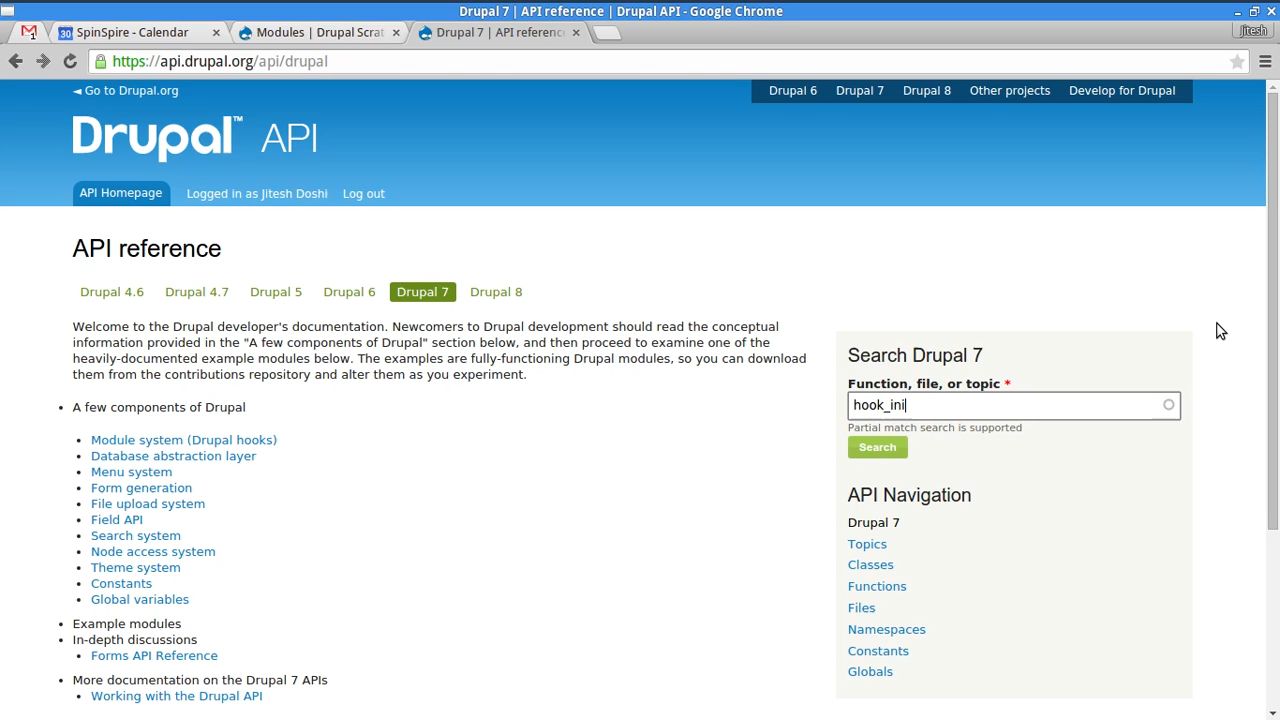 Drupal 7 | API reference | Drupal API - Google Chrome
1
30 SpinSpire - Calendar
Modules | Drupal Scrat
Drupal 7 | API referenc
Jitesh
https://api.drupal.org/api/drupal
◄ Go to Drupal.org
Drupal 6 Drupal 7 Drupal 8 Other projects Develop for Drupal
Drupal™ API
API Homepage Logged in as Jitesh Doshi Log out
API reference
Drupal 4.6 Drupal 4.7 Drupal 5 Drupal 6 Drupal 7 Drupal 8
Welcome to the Drupal developer's documentation. Newcomers to Drupal development should read the conceptual
information provided in the "A few components of Drupal" section below, and then proceed to examine one of the
heavily-documented example modules below. The examples are fully-functioning Drupal modules, so you can download
them from the contributions repository and alter them as you experiment.
• A few components of Drupal
• Module system (Drupal hooks)
• Database abstraction layer
• Menu system
• Form generation
• File upload system
• Field API
• Search system
• Node access system
• Theme system
• Constants
• Global variables
• Example modules
• In-depth discussions
• Forms API Reference
• More documentation on the Drupal 7 APIs
• Working with the Drupal API
Search Drupal 7
Function, file, or topic *
hook_ini
Partial match search is supported
Search
API Navigation
Drupal 7
Topics
Classes
Functions
Files
Namespaces
Constants
Globals